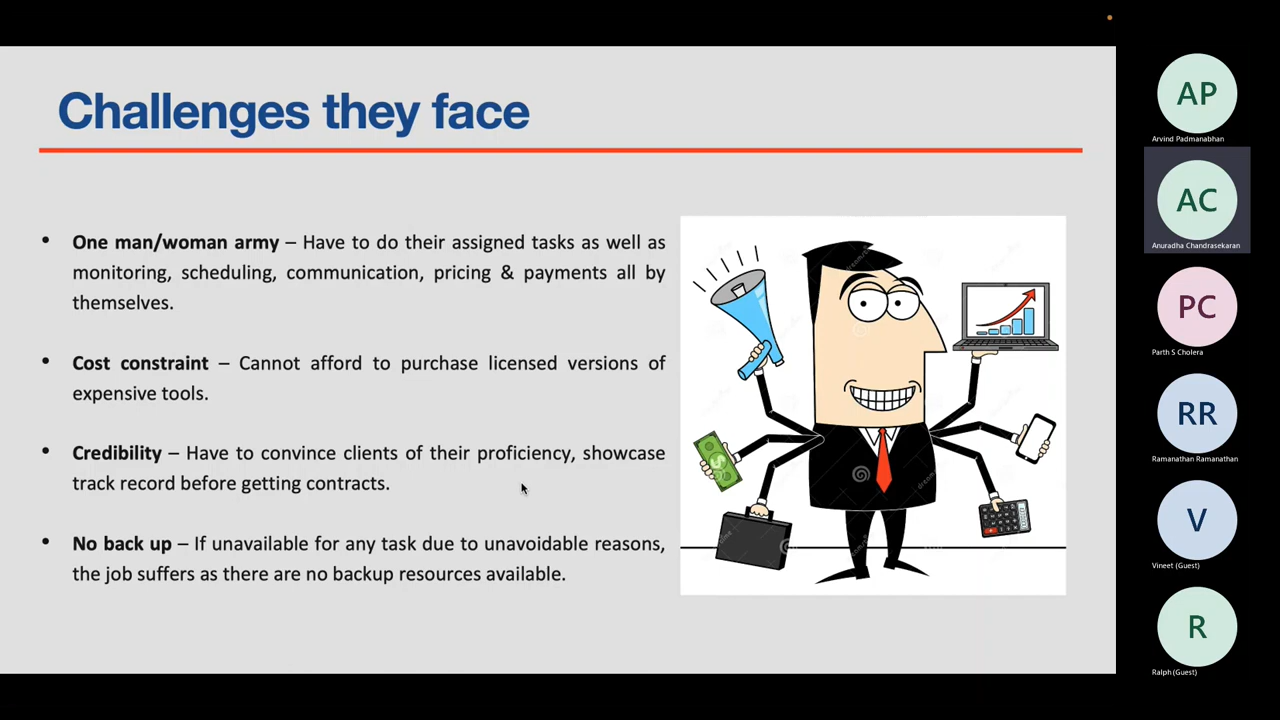 Challenges they face
• One man/woman army – Have to do their assigned tasks as well as
monitoring, scheduling, communication, pricing & payments all by
themselves.
• Cost constraint – Cannot afford to purchase licensed versions of
expensive tools.
• Credibility – Have to convince clients of their proficiency, showcase
track record before getting contracts.
• No back up – If unavailable for any task due to unavoidable reasons,
the job suffers as there are no backup resources available.
AP
Arvind Padmanabhan
AC
Anuradha Chandrasekaran
PC
Parth S Cholera
RR
Ramanathan Ramanathan
V
Vineet (Guest)
R
Ralph (Guest)